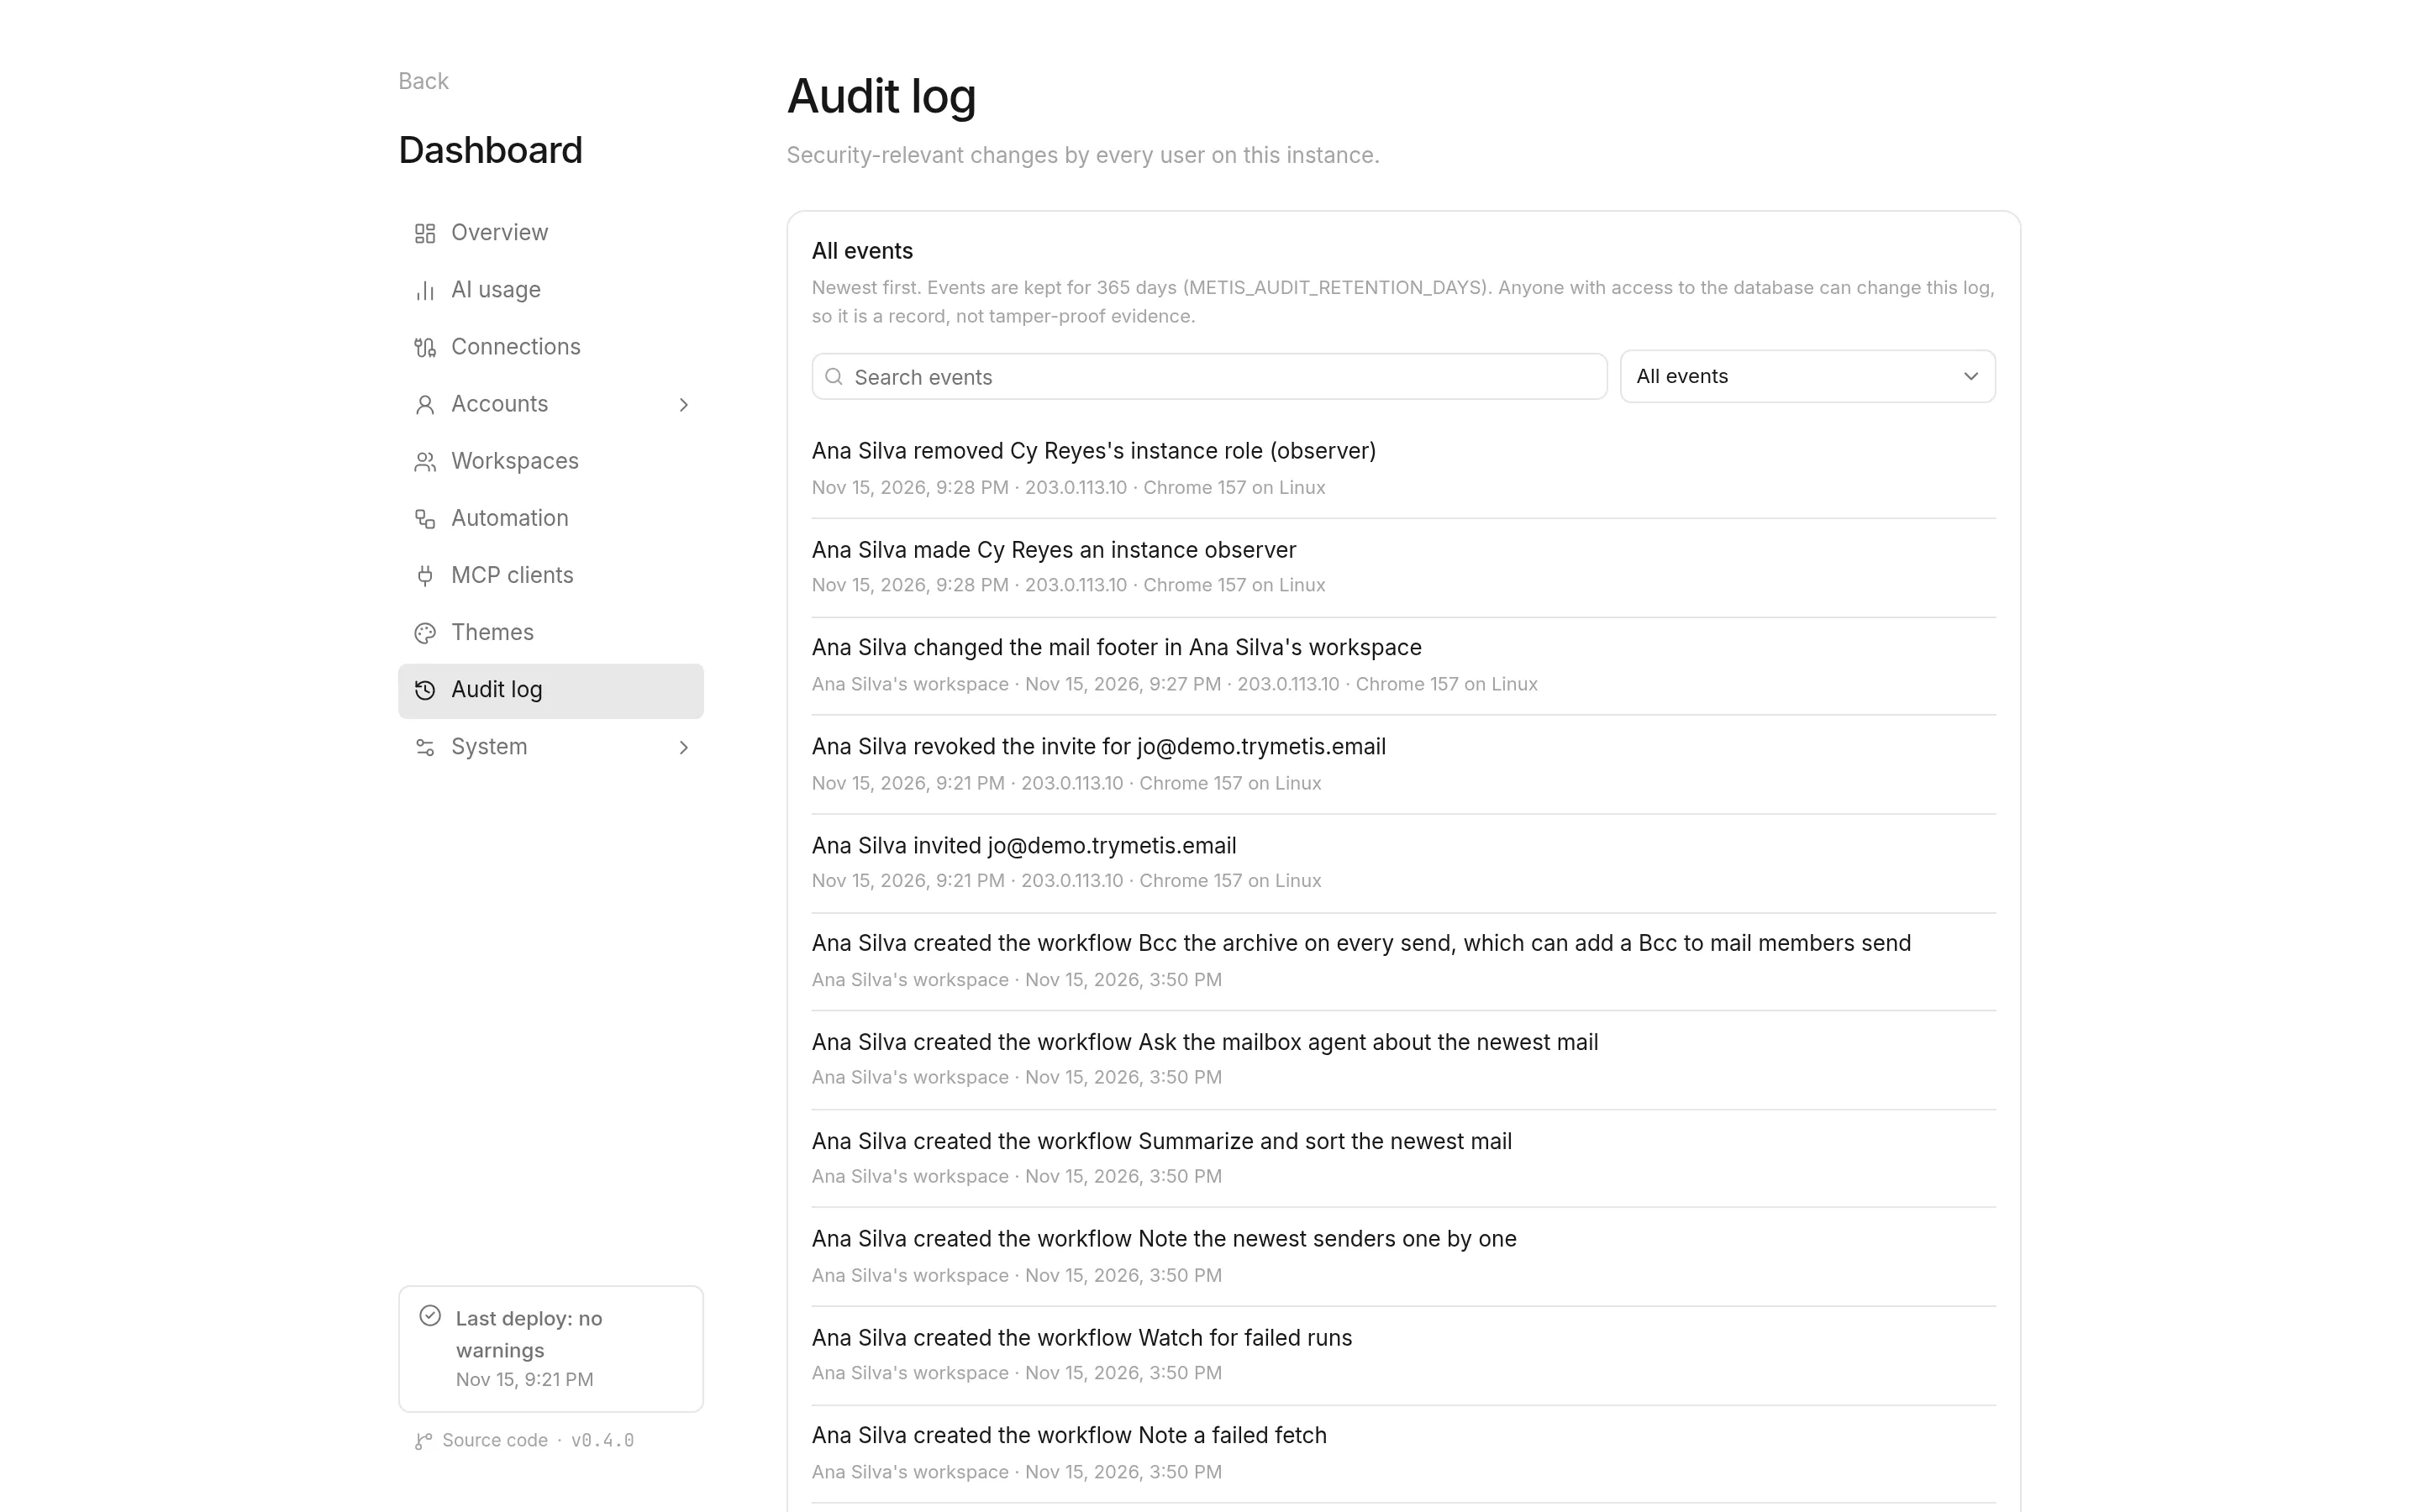 Back
Dashboard
Overview
AI usage
Connections
Accounts
Workspaces
Automation
MCP clients
Themes
Audit log
System
Last deploy: no
warnings
Nov 15, 9:21 PM
Source code · v0.4.0
Audit log
Security-relevant changes by every user on this instance.
All events
Newest first. Events are kept for 365 days (METIS_AUDIT_RETENTION_DAYS). Anyone with access to the database can change this log,
so it is a record, not tamper-proof evidence.
Search events
All events
Ana Silva removed Cy Reyes's instance role (observer)
Nov 15, 2026, 9:28 PM · 203.0.113.10 · Chrome 157 on Linux
Ana Silva made Cy Reyes an instance observer
Nov 15, 2026, 9:28 PM · 203.0.113.10 · Chrome 157 on Linux
Ana Silva changed the mail footer in Ana Silva's workspace
Ana Silva's workspace · Nov 15, 2026, 9:27 PM · 203.0.113.10 · Chrome 157 on Linux
Ana Silva revoked the invite for jo@demo.trymetis.email
Nov 15, 2026, 9:21 PM · 203.0.113.10 · Chrome 157 on Linux
Ana Silva invited jo@demo.trymetis.email
Nov 15, 2026, 9:21 PM · 203.0.113.10 · Chrome 157 on Linux
Ana Silva created the workflow Bcc the archive on every send, which can add a Bcc to mail members send
Ana Silva's workspace · Nov 15, 2026, 3:50 PM
Ana Silva created the workflow Ask the mailbox agent about the newest mail
Ana Silva's workspace · Nov 15, 2026, 3:50 PM
Ana Silva created the workflow Summarize and sort the newest mail
Ana Silva's workspace · Nov 15, 2026, 3:50 PM
Ana Silva created the workflow Note the newest senders one by one
Ana Silva's workspace · Nov 15, 2026, 3:50 PM
Ana Silva created the workflow Watch for failed runs
Ana Silva's workspace · Nov 15, 2026, 3:50 PM
Ana Silva created the workflow Note a failed fetch
Ana Silva's workspace · Nov 15, 2026, 3:50 PM